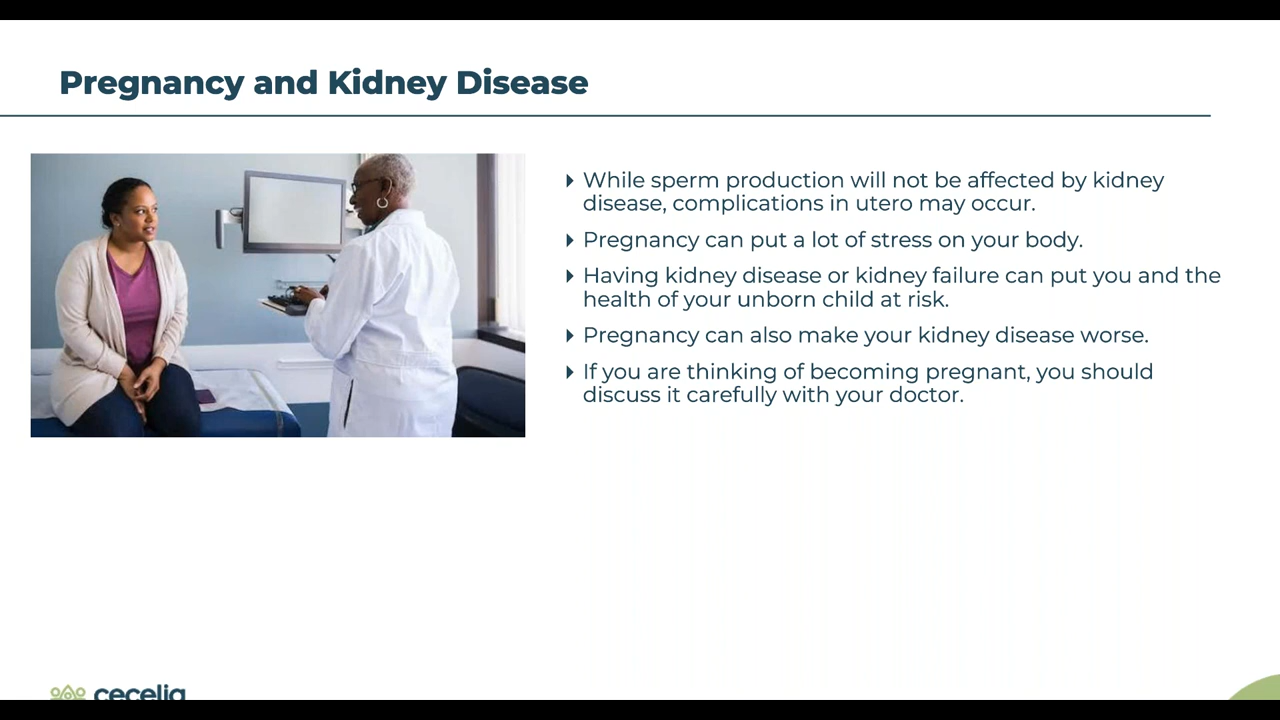 Pregnancy and Kidney Disease
While sperm production will not be affected by kidney
disease, complications in utero may occur.
Pregnancy can put a lot of stress on your body.
Having kidney disease or kidney failure can put you and the
health of your unborn child at risk.
Pregnancy can also make your kidney disease worse.
If you are thinking of becoming pregnant, you should
discuss it carefully with your doctor.
cecelia